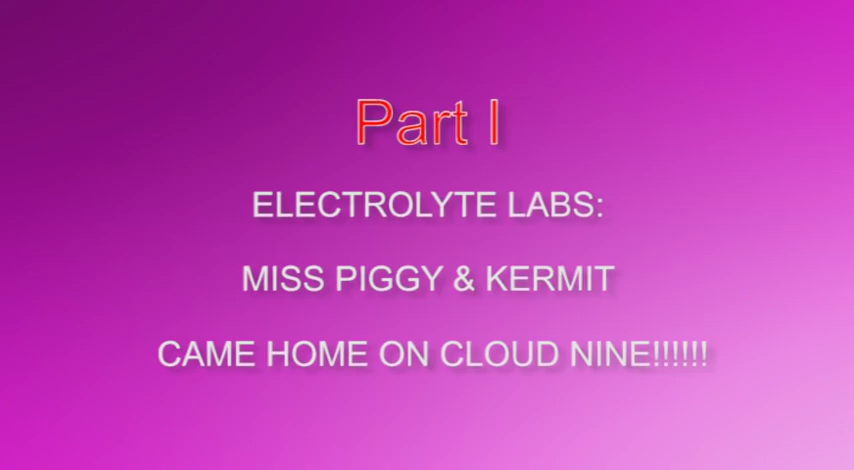 Part I
ELECTROLYTE LABS:
MISS PIGGY & KERMIT
CAME HOME ON CLOUD NINE!!!!!!